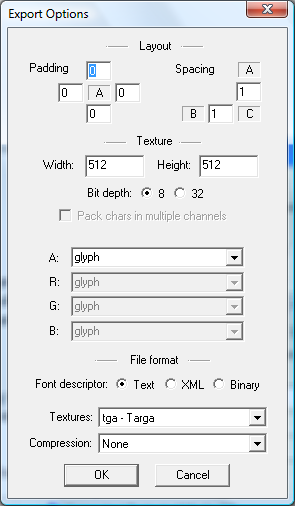 Export Options
Layout
Padding 0 Spacing A
0 A 0 1
0 B 1 C
Texture
Width: 512 Height: 512
Bit depth: 8 32
Pack chars in multiple channels
A: glyph
R: glyph
G: glyph
B: glyph
File format
Font descriptor: Text XML Binary
Textures: tga - Targa
Compression: None
OK Cancel